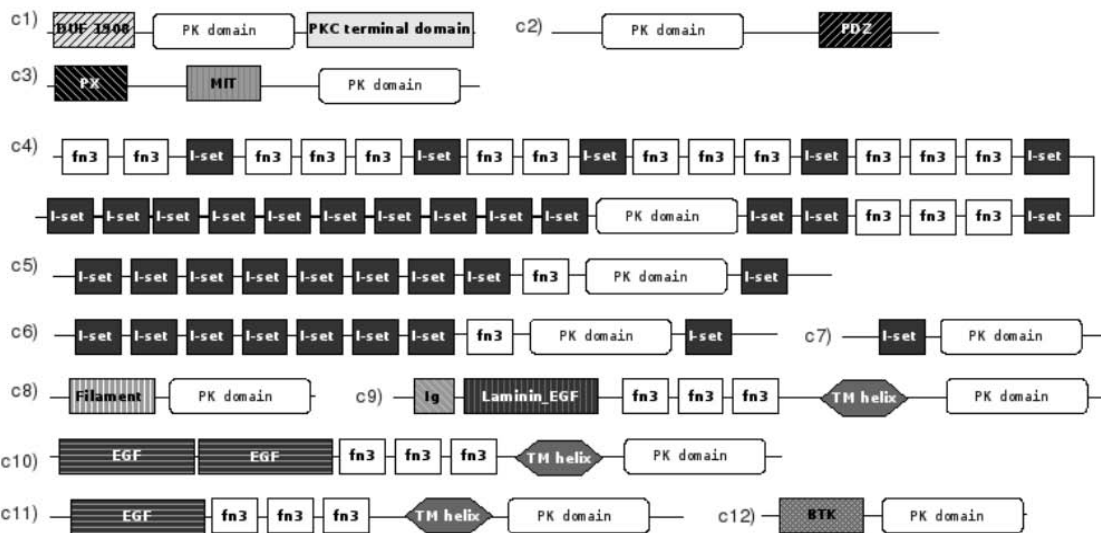 c1) DUF 1908 PK domain PKC terminal domain c2) PK domain PDZ
c3) PX MIT PK domain
c4) fn3 fn3 I-set fn3 fn3 fn3 I-set fn3 fn3 I-set fn3 fn3 fn3 I-set fn3 fn3 fn3 I-set
I-set I-set I-set I-set I-set I-set I-set I-set I-set I-set PK domain I-set I-set fn3 fn3 fn3 I-set
c5) I-set I-set I-set I-set I-set I-set I-set I-set fn3 PK domain I-set
c6) I-set I-set I-set I-set I-set I-set I-set fn3 PK domain I-set c7) I-set PK domain
c8) Filament PK domain c9) Ig Laminin_EGF fn3 fn3 fn3 TM helix PK domain
c10) EGF EGF fn3 fn3 fn3 TM helix PK domain
c11) EGF fn3 fn3 fn3 TM helix PK domain c12) BTK PK domain